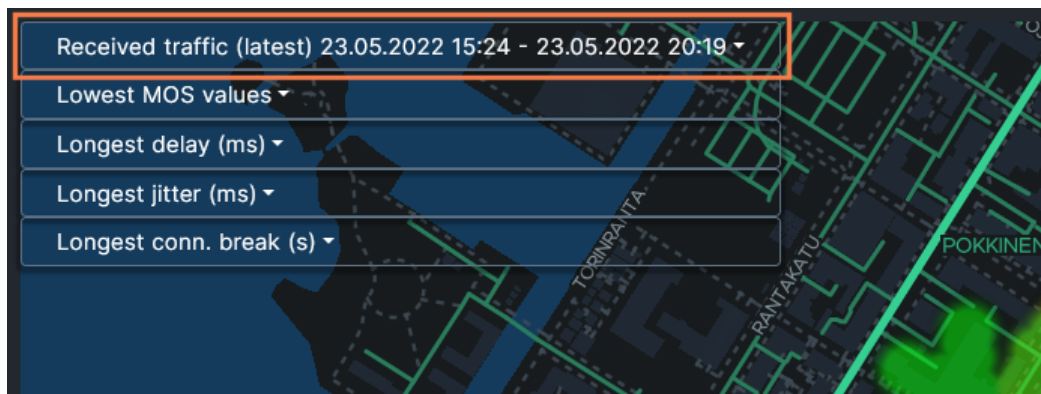 Received traffic (latest) 23.05.2022 15:24 - 23.05.2022 20:19
Lowest MOS values
Longest delay (ms)
Longest jitter (ms)
Longest conn. break (s)
TORINRANTA
RANTAKATU
POKKINEN